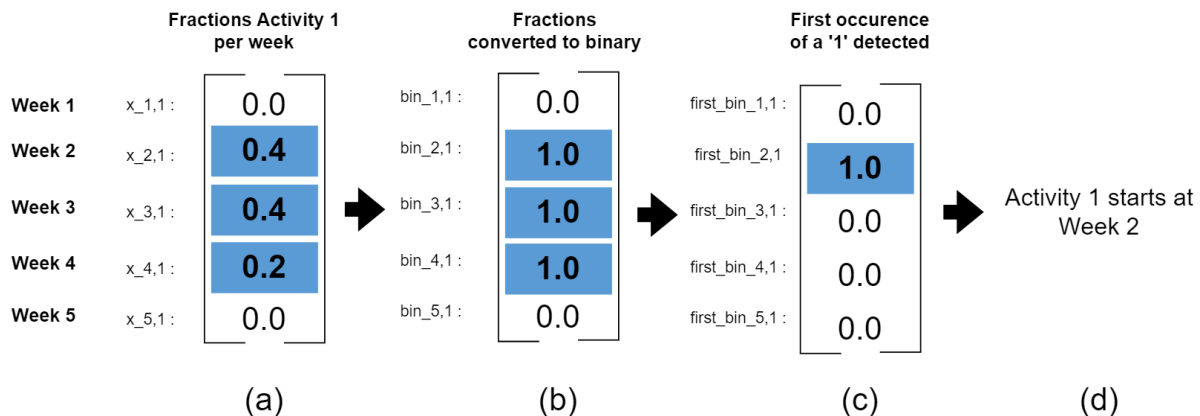 Fractions Activity 1
per week
Fractions
converted to binary
First occurence
of a '1' detected
Week 1 x_1,1 : 0.0 bin_1,1 : 0.0 first_bin_1,1 : 0.0
Week 2 x_2,1 : 0.4 bin_2,1 : 1.0 first_bin_2,1 1.0
Week 3 x_3,1 : 0.4 bin_3,1 : 1.0 first_bin_3,1 : 0.0
Week 4 x_4,1 : 0.2 bin_4,1 : 1.0 first_bin_4,1 : 0.0
Week 5 x_5,1 : 0.0 bin_5,1 : 0.0 first_bin_5,1 : 0.0
Activity 1 starts at
Week 2
(a) (b) (c) (d)